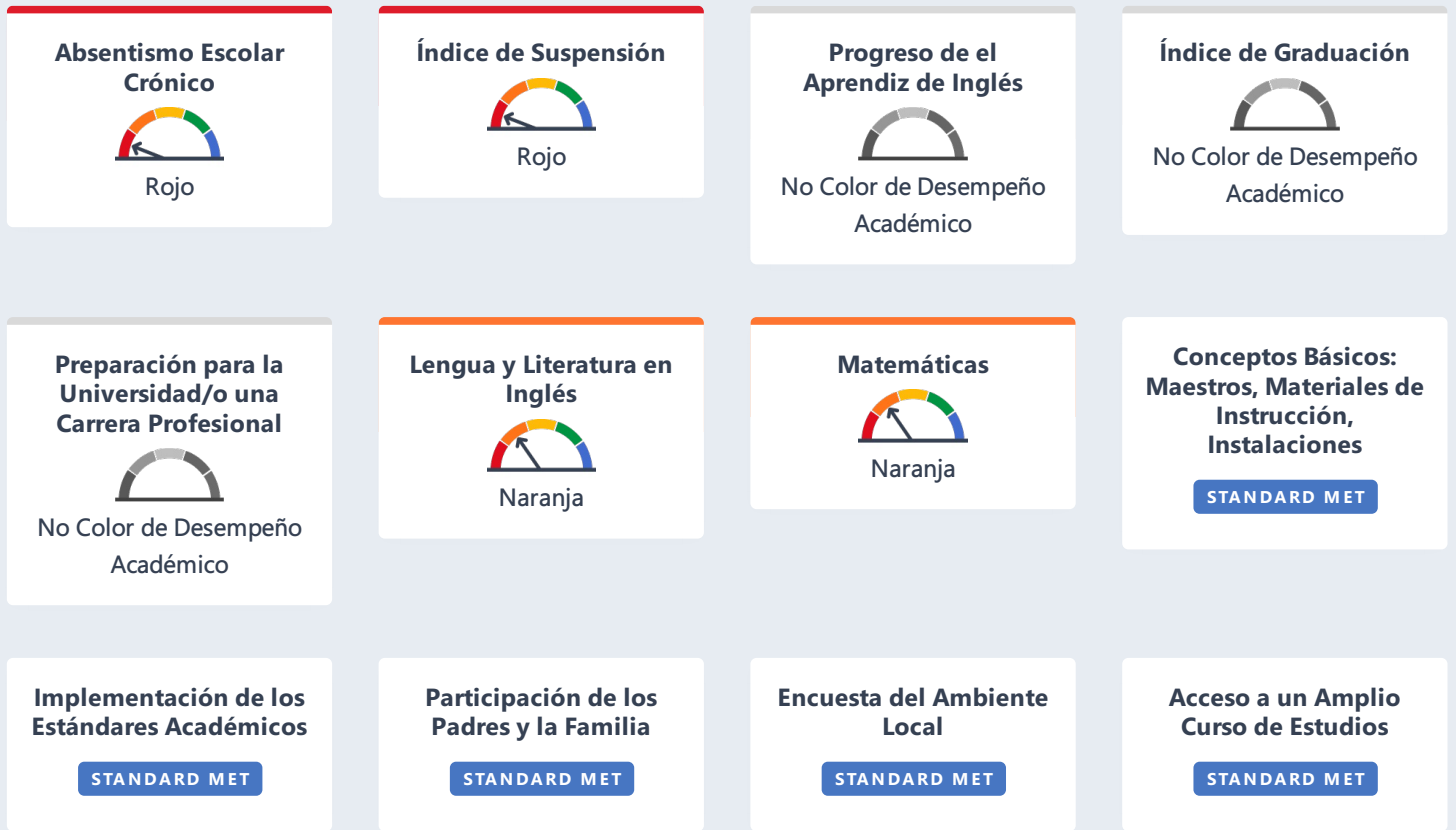 Absentismo Escolar
Crónico
Rojo
Índice de Suspensión
Rojo
Progreso de el
Aprendiz de Inglés
No Color de Desempeño
Académico
Índice de Graduación
No Color de Desempeño
Académico
Preparación para la
Universidad/o una
Carrera Profesional
No Color de Desempeño
Académico
Lengua y Literatura en
Inglés
Naranja
Matemáticas
Naranja
Conceptos Básicos:
Maestros, Materiales de
Instrucción,
Instalaciones
STANDARD MET
Implementación de los
Estándares Académicos
STANDARD MET
Participación de los
Padres y la Familia
STANDARD MET
Encuesta del Ambiente
Local
STANDARD MET
Acceso a un Amplio
Curso de Estudios
STANDARD MET